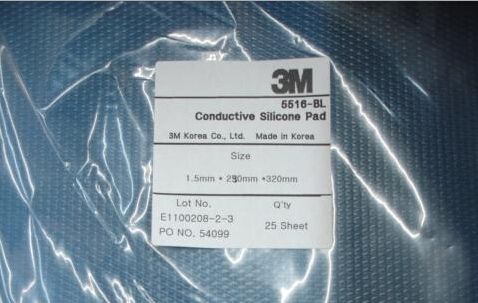 3M
5516-BL
Conductive Silicone Pad
3M Korea Co., Ltd. Made in Korea
Size
1.5mm * 230mm *320mm
Lot No. Q'ty
E1100208-2-3
25 Sheet
PO NO. 54099